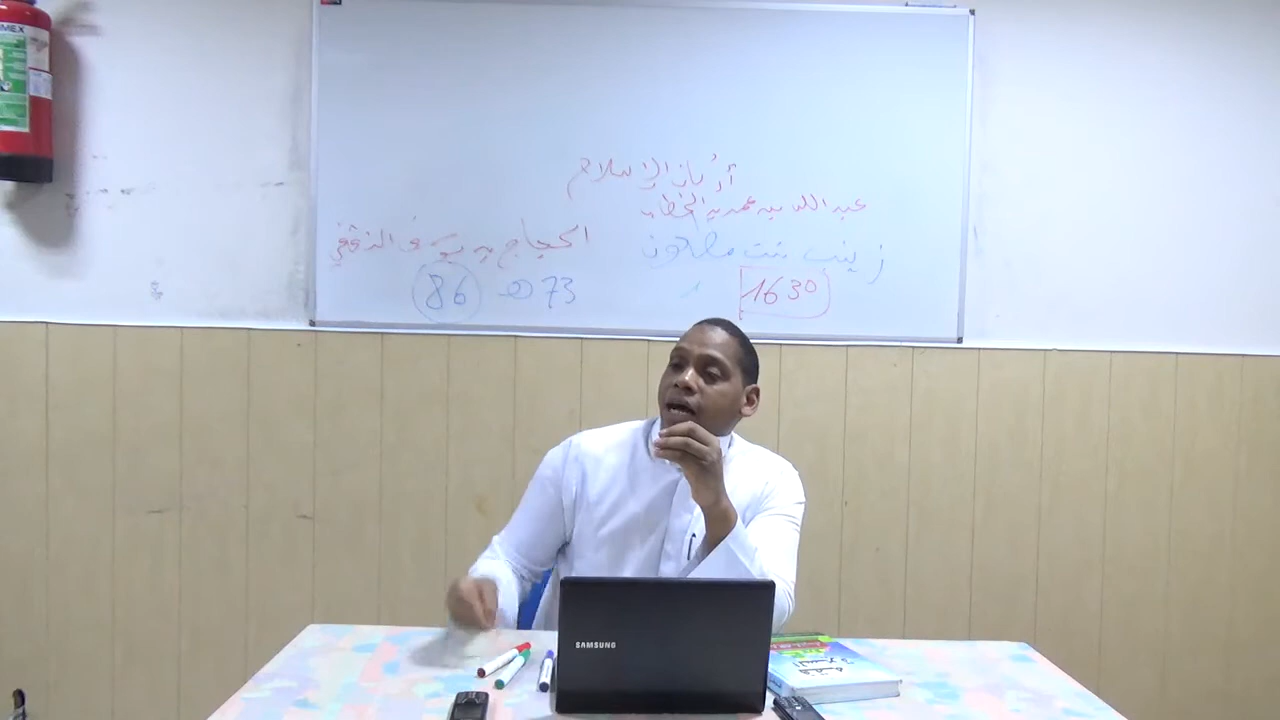 أركان الإسلام
عبد الله بن عمر بن الخطاب
زينب بنت مظعون
1630
الحجاج بن يوسف الثقفي
73
86
SAMSUNG